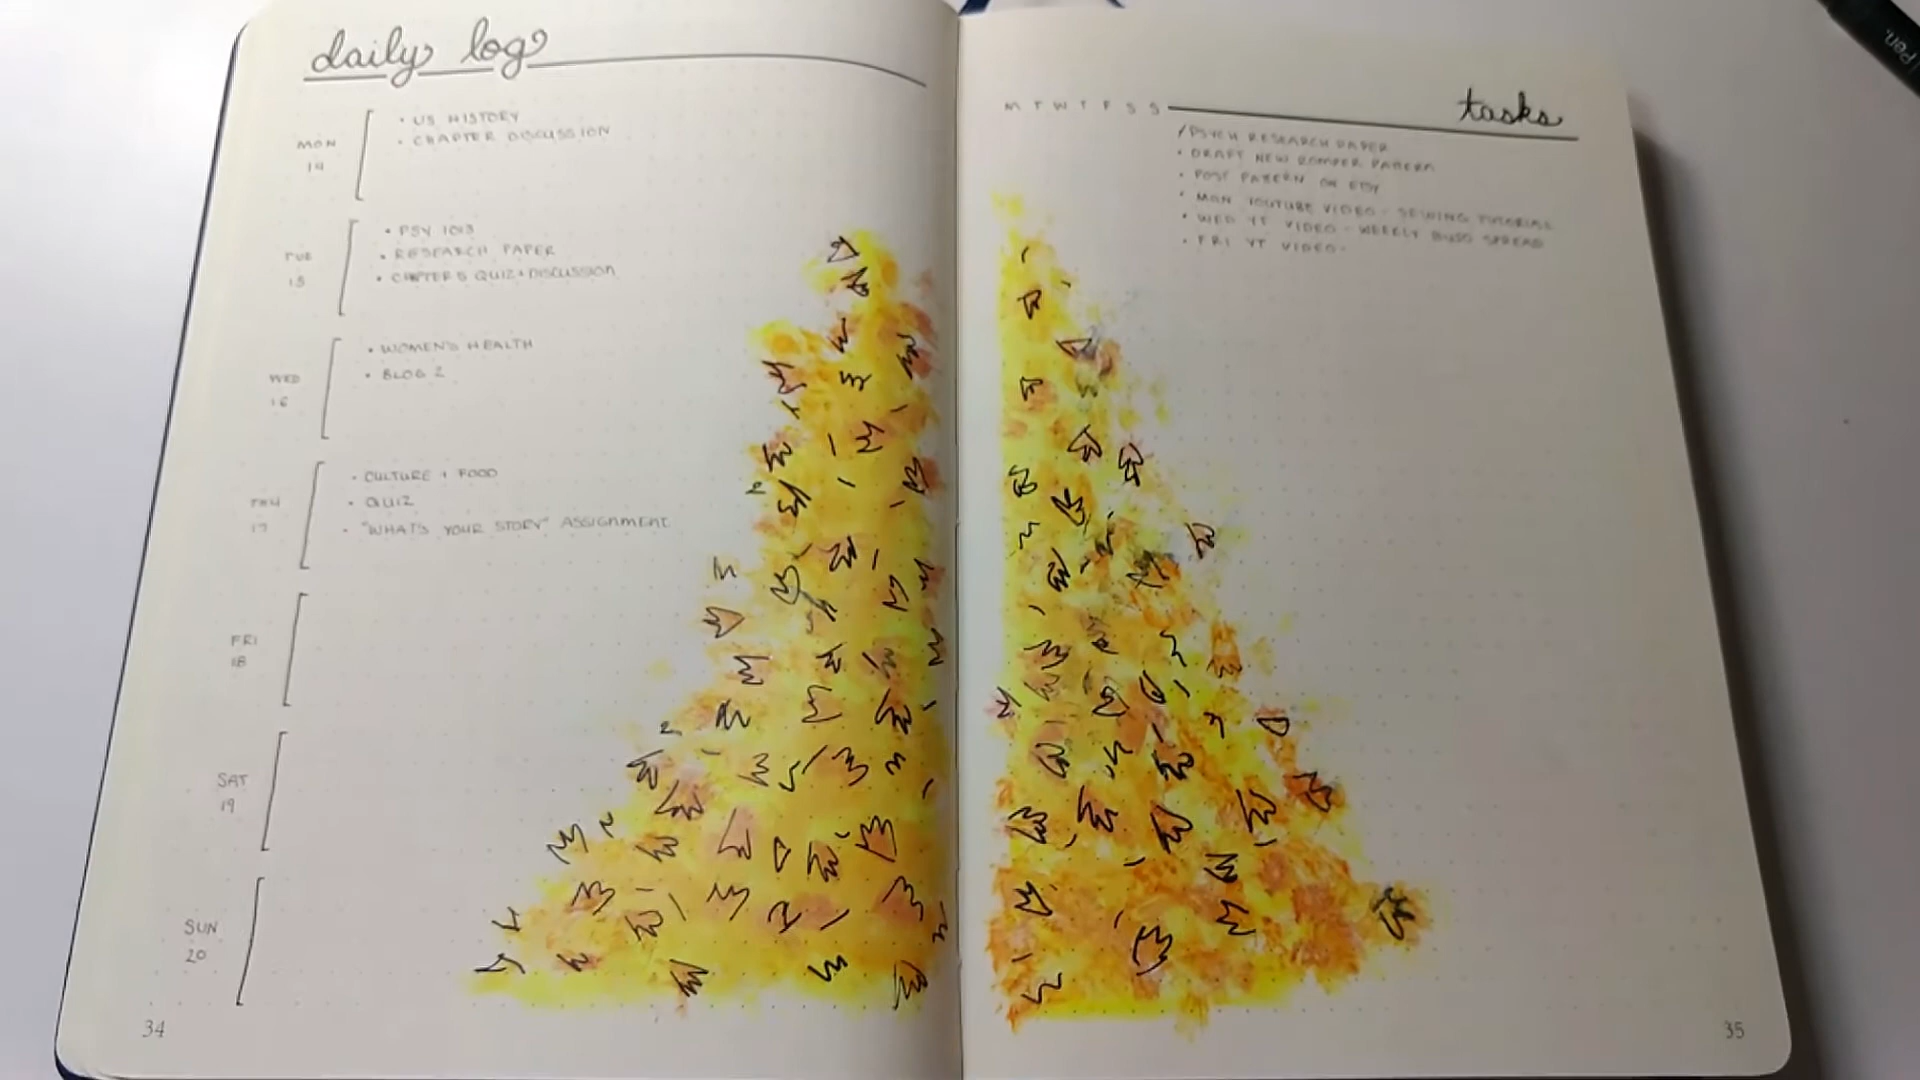 daily log
MON
14
• US HISTORY
• CHAPTER DISCUSSION
TUE
15
• PSY 1013
• RESEARCH PAPER
• CHAPTER 5 QUIZ + DISCUSSION
WED
16
• WOMEN'S HEALTH
• BLOG 2
THU
17
• CULTURE + FOOD
• QUIZ
• "WHAT'S YOUR STORY" ASSIGNMENT
FRI
18
SAT
19
SUN
20
34
M T W T F S S
tasks
/ PSYCH RESEARCH PAPER
• DRAFT NEW ROMPER PATTERN
• POST PATTERN ON ETSY
• MON YOUTUBE VIDEO - SEWING TUTORIAL
• WED YT VIDEO - WEEKLY BUJO SPREAD
• FRI YT VIDEO -
35
Pen